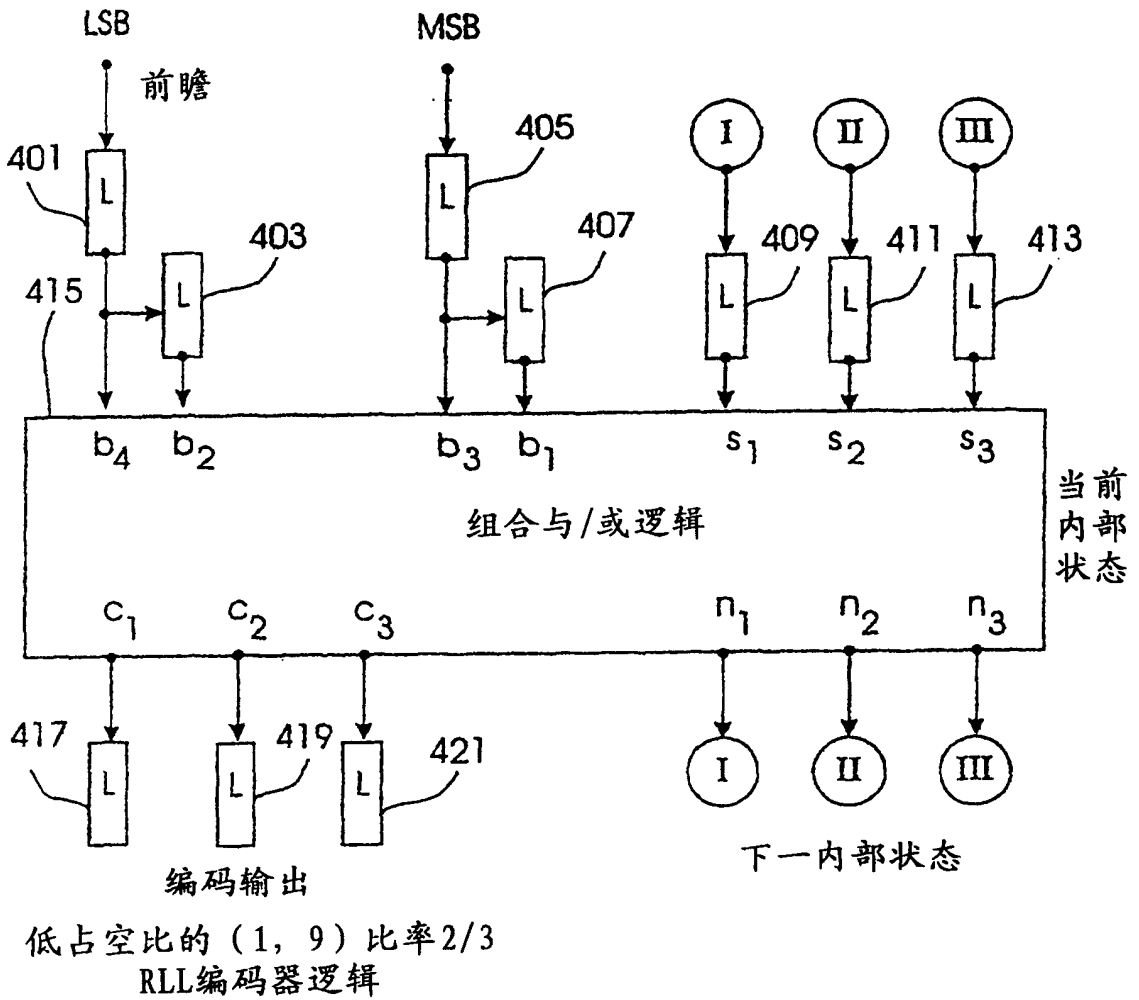 LSB
MSB
前瞻
I
II
III
401
L
405
L
403
L
407
L
409
L
411
L
413
L
415
b4 b2 b3 b1 s1 s2 s3
组合与/或逻辑
当前
内部
状态
c1 c2 c3 n1 n2 n3
417
L
419
L
421
L
I
II
III
编码输出
下一内部状态
低占空比的（1，9）比率2/3
RLL编码器逻辑